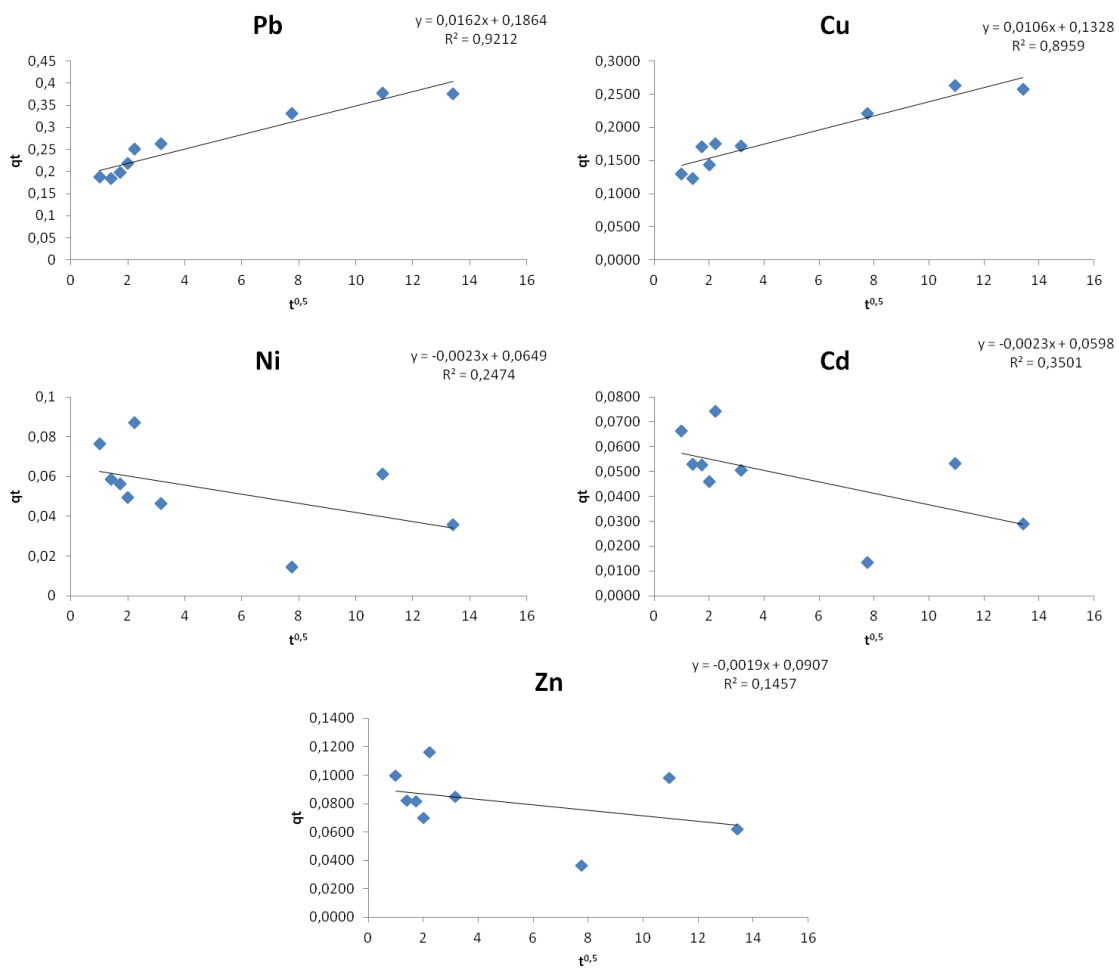 Pb
y = 0,0162x + 0,1864
R² = 0,9212
0,45
0,4
0,35
0,3
0,25
0,2
0,15
0,1
0,05
0
qt
0 2 4 6 8 10 12 14 16
t^0,5
Cu
y = 0,0106x + 0,1328
R² = 0,8959
0,3000
0,2500
0,2000
0,1500
0,1000
0,0500
0,0000
qt
0 2 4 6 8 10 12 14 16
t^0,5
Ni
y = -0,0023x + 0,0649
R² = 0,2474
0,1
0,08
0,06
0,04
0,02
0
qt
0 2 4 6 8 10 12 14 16
t^0,5
Cd
y = -0,0023x + 0,0598
R² = 0,3501
0,0800
0,0700
0,0600
0,0500
0,0400
0,0300
0,0200
0,0100
0,0000
qt
0 2 4 6 8 10 12 14 16
t^0,5
Zn
y = -0,0019x + 0,0907
R² = 0,1457
0,1400
0,1200
0,1000
0,0800
0,0600
0,0400
0,0200
0,0000
qt
0 2 4 6 8 10 12 14 16
t^0,5